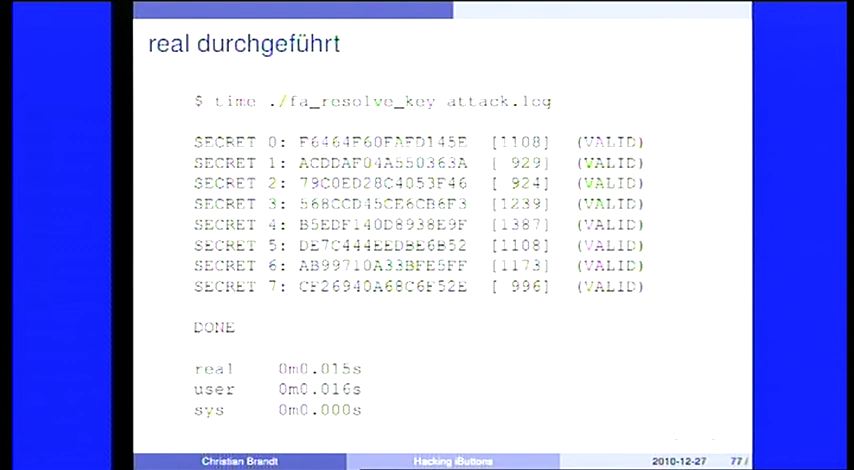 real durchgeführt
$ time ./fa_resolve_key attack.log
SECRET 0: F6464F60FAFD145E [1108] (VALID)
SECRET 1: ACDDAF04A550363A [ 929] (VALID)
SECRET 2: 79C0ED28C4053F46 [ 924] (VALID)
SECRET 3: 568CCD45CE6CB6F3 [1239] (VALID)
SECRET 4: B5EDF140D8938E9F [1387] (VALID)
SECRET 5: DE7C444EEDBE6B52 [1108] (VALID)
SECRET 6: AB99710A33BFE5FF [1173] (VALID)
SECRET 7: CF26940A68C6F52E [ 996] (VALID)
DONE
real 0m0.015s
user 0m0.016s
sys 0m0.000s
Christian Brandt Hacking iButtons 2010-12-27 77 /